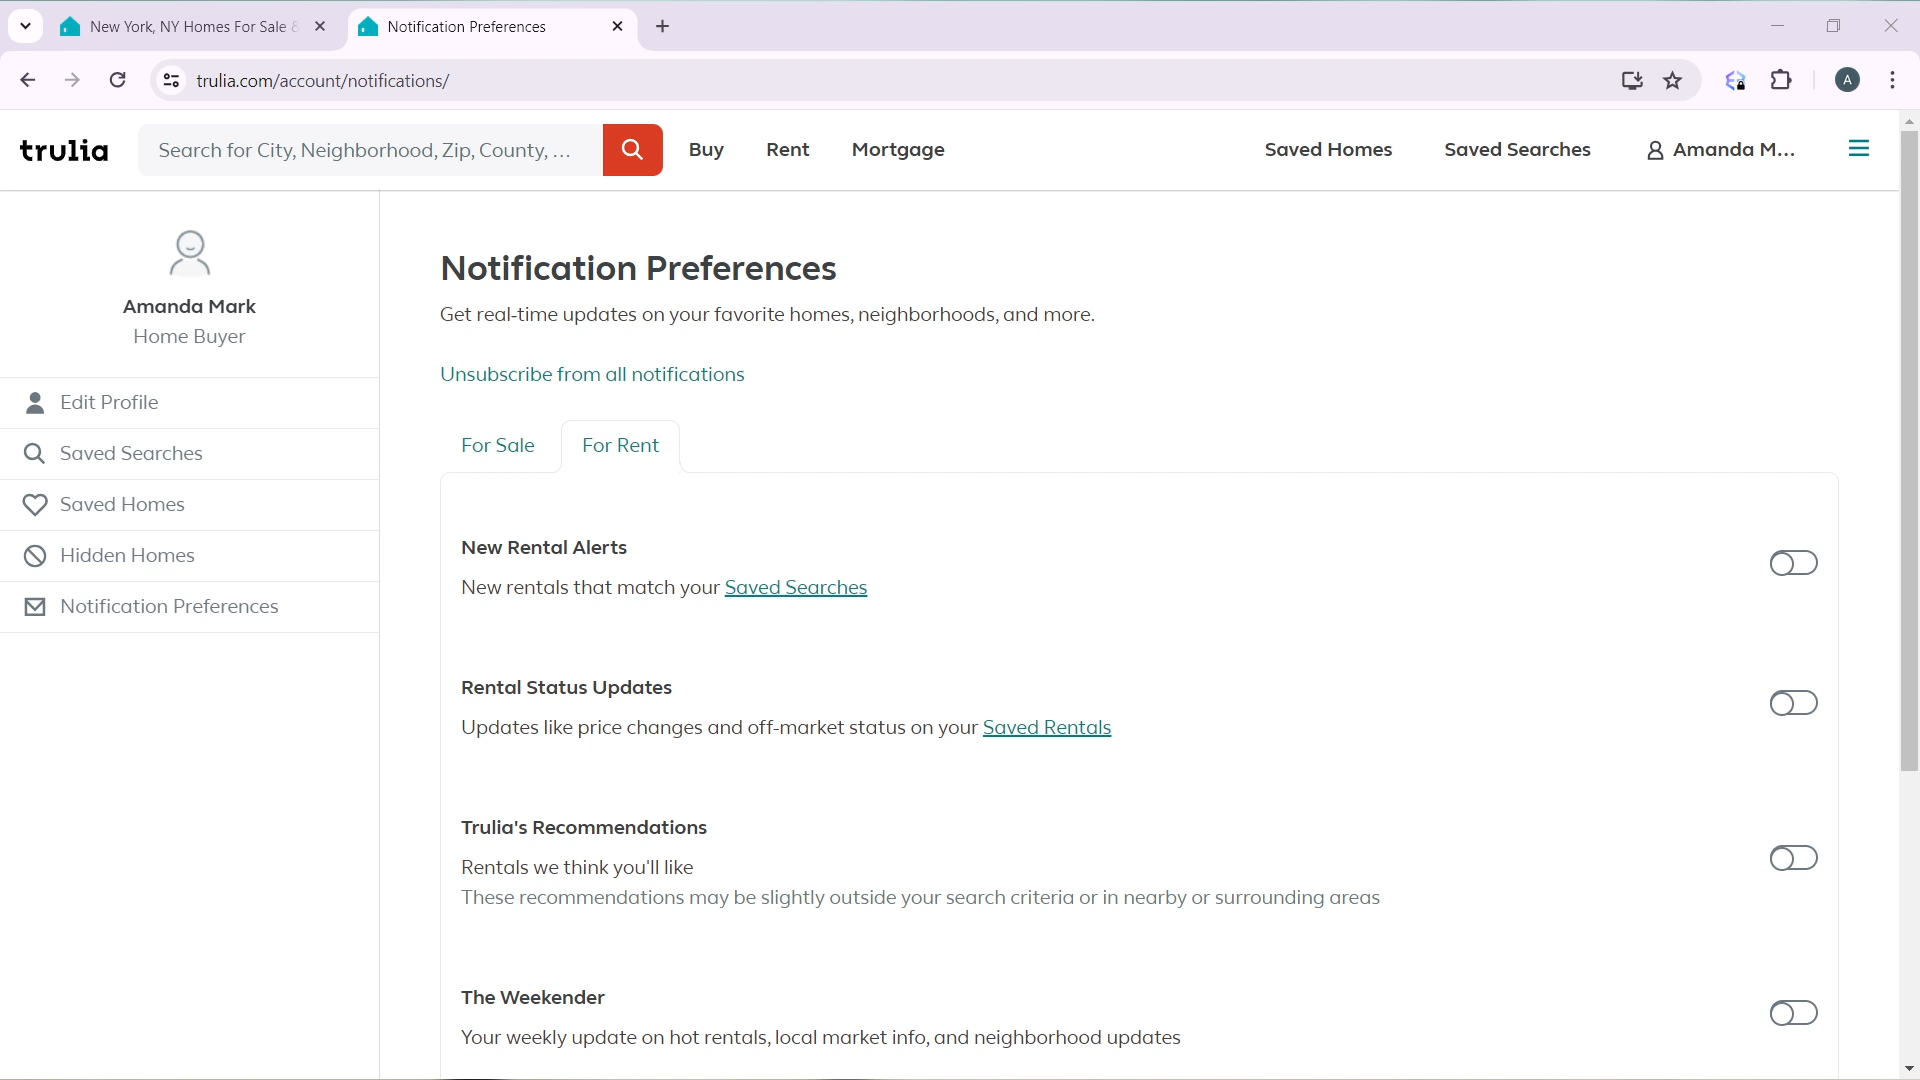 New York, NY Homes For Sale &
Notification Preferences
trulia.com/account/notifications/
A
trulia
Search for City, Neighborhood, Zip, County, ...
Buy
Rent
Mortgage
Saved Homes
Saved Searches
Amanda M...
Amanda Mark
Home Buyer
Edit Profile
Saved Searches
Saved Homes
Hidden Homes
Notification Preferences
Notification Preferences
Get real-time updates on your favorite homes, neighborhoods, and more.
Unsubscribe from all notifications
For Sale
For Rent
New Rental Alerts
New rentals that match your Saved Searches
Rental Status Updates
Updates like price changes and off-market status on your Saved Rentals
Trulia's Recommendations
Rentals we think you'll like
These recommendations may be slightly outside your search criteria or in nearby or surrounding areas
The Weekender
Your weekly update on hot rentals, local market info, and neighborhood updates